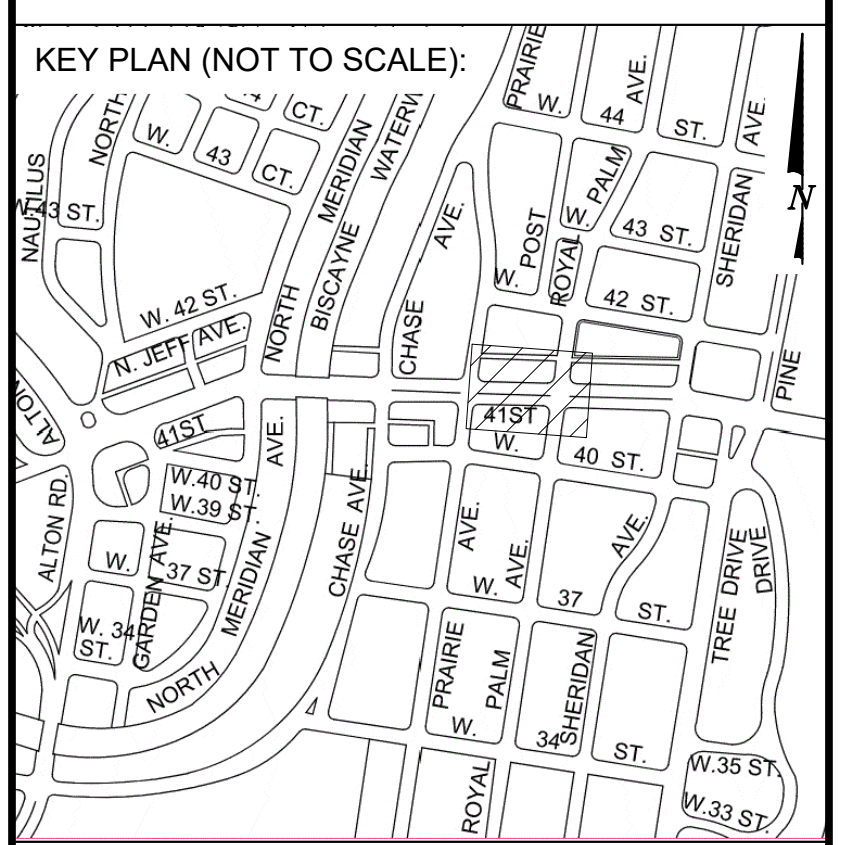 KEY PLAN (NOT TO SCALE):
PRAIRIE
AVE.
W. 44 ST.
AVE.
N
NORTH
CT.
W. 43 CT.
MERIDIAN
WATERW
NAUTILUS
W.43 ST.
PALM
W. 43 ST.
SHERIDAN
AVE.
POST
ROYAL
BISCAYNE
W. 42 ST.
W. 42 ST.
NORTH
CHASE
N. JEFF AVE.
PINE
ALTON
41ST
41ST
AVE.
W. 40 ST.
W.40 ST.
W.39 ST.
ALTON RD.
CHASE AVE.
AVE.
AVE.
AVE.
GARDEN AVE.
W. 37 ST.
W. 37 ST.
MERIDIAN
TREE DRIVE
DRIVE
W. 34
ST.
PRAIRIE
PALM
SHERIDAN
NORTH
W. 34 ST.
W.35 ST.
ROYAL
W.33 ST.